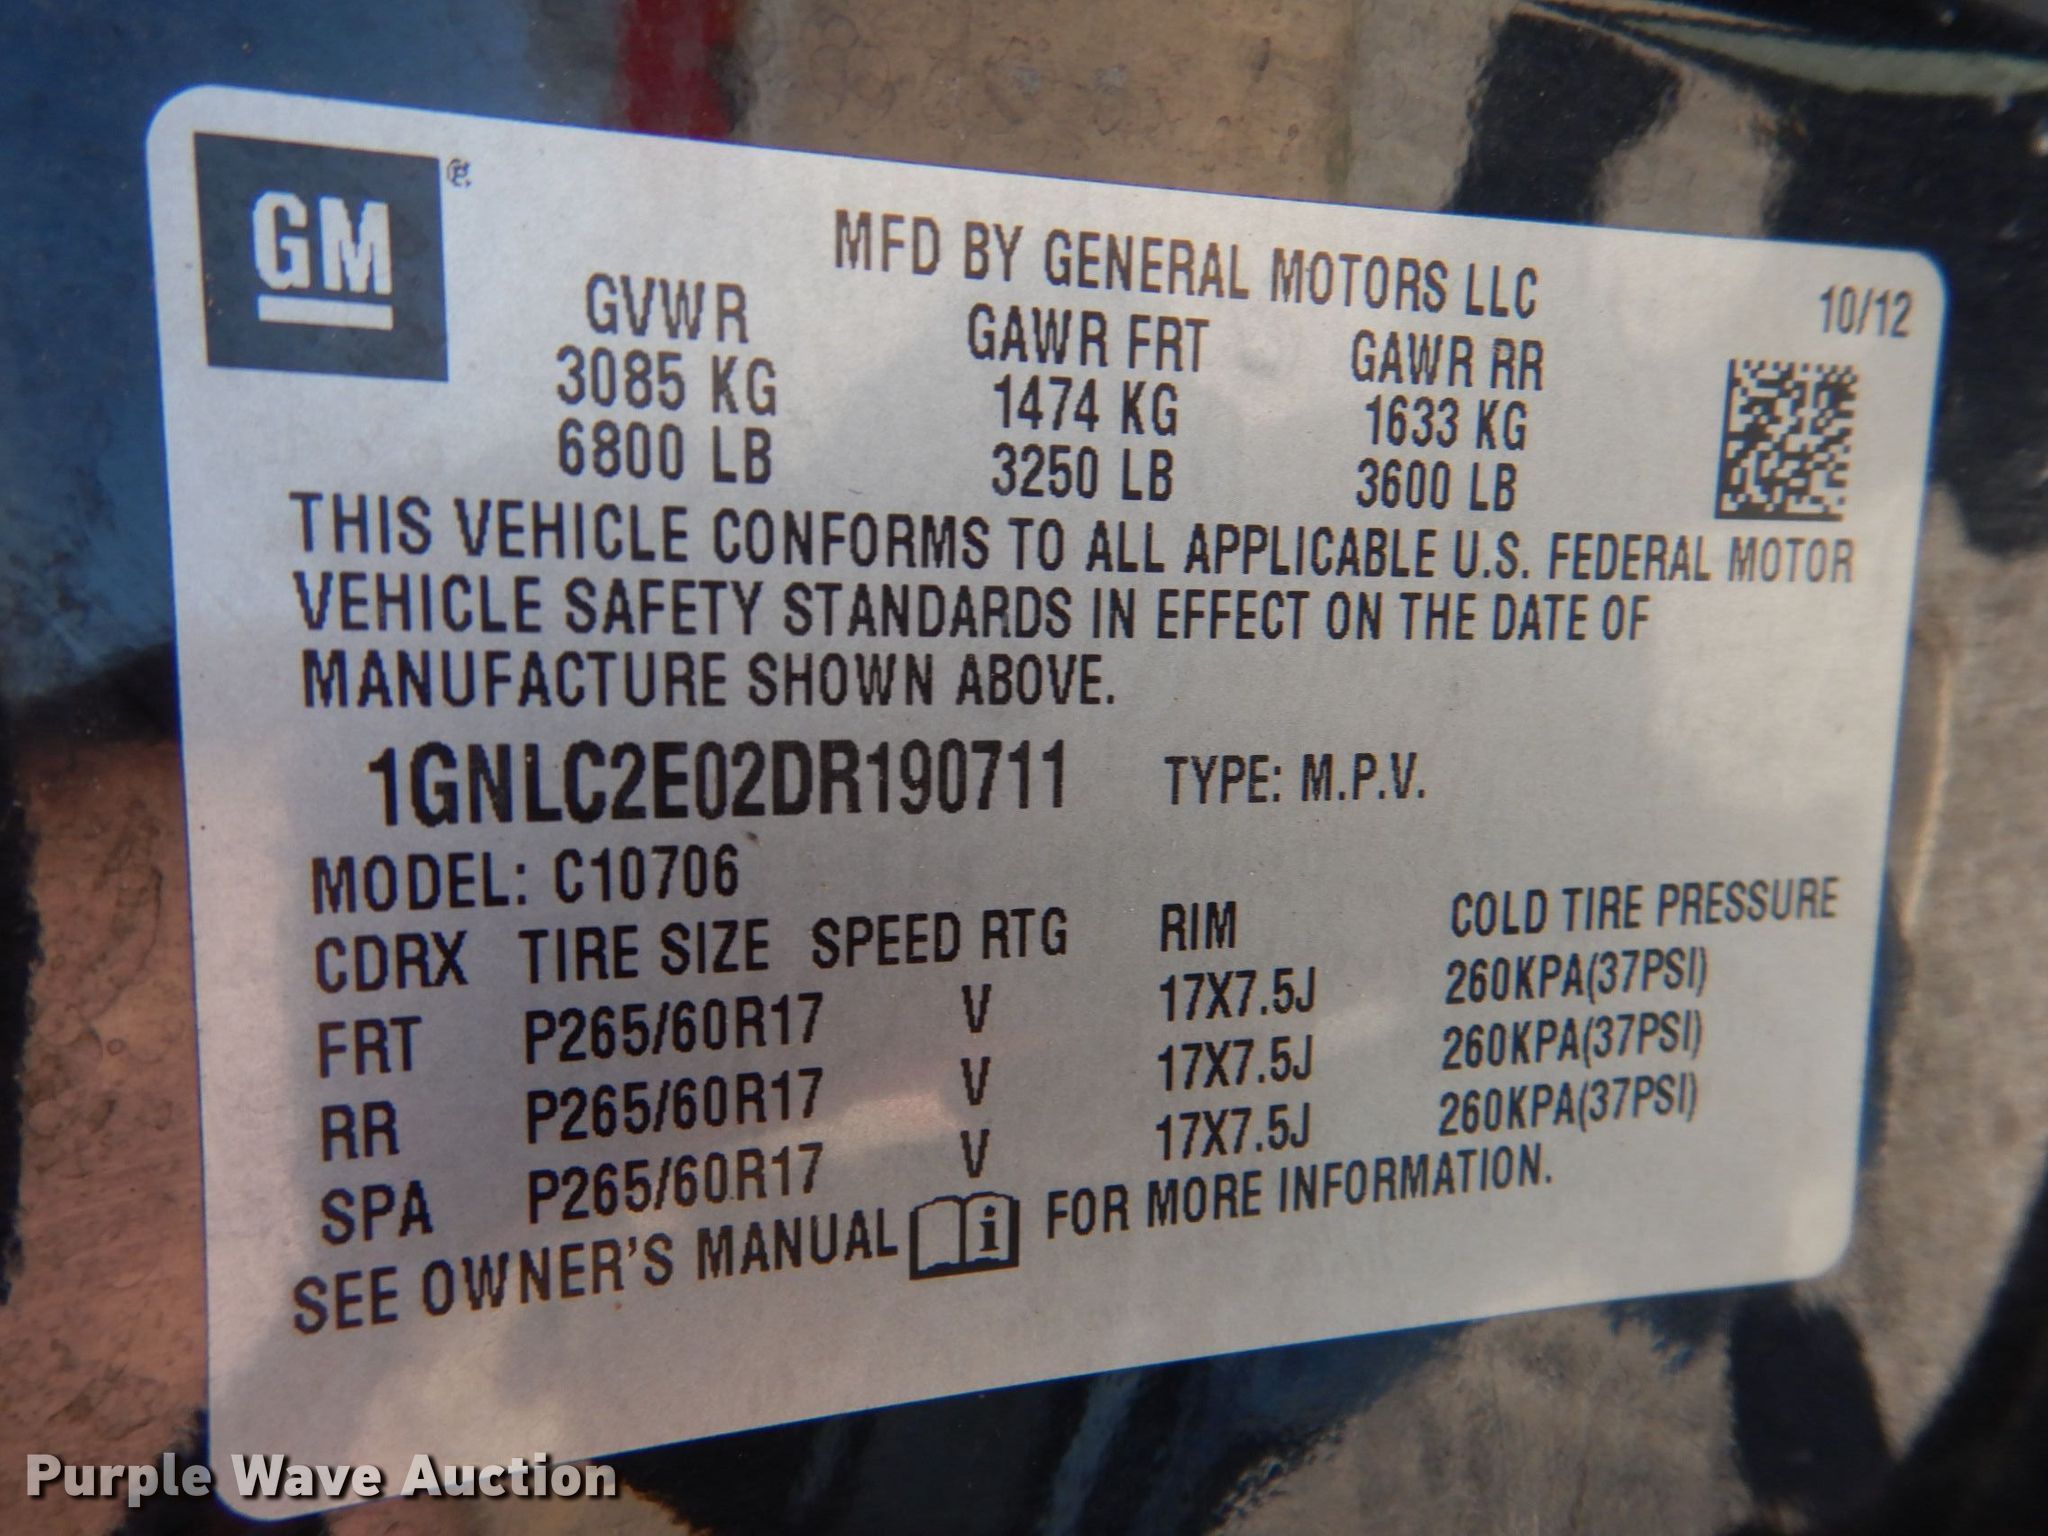 GM
MFD BY GENERAL MOTORS LLC
10/12
GVWR GAWR FRT GAWR RR
3085 KG 1474 KG 1633 KG
6800 LB 3250 LB 3600 LB
THIS VEHICLE CONFORMS TO ALL APPLICABLE U.S. FEDERAL MOTOR
VEHICLE SAFETY STANDARDS IN EFFECT ON THE DATE OF
MANUFACTURE SHOWN ABOVE.
1GNLC2E02DR190711 TYPE: M.P.V.
MODEL: C10706
CDRX TIRE SIZE SPEED RTG RIM COLD TIRE PRESSURE
FRT P265/60R17 V 17X7.5J 260KPA(37PSI)
RR P265/60R17 V 17X7.5J 260KPA(37PSI)
SPA P265/60R17 V 17X7.5J 260KPA(37PSI)
SEE OWNER'S MANUAL i FOR MORE INFORMATION.
Purple Wave Auction